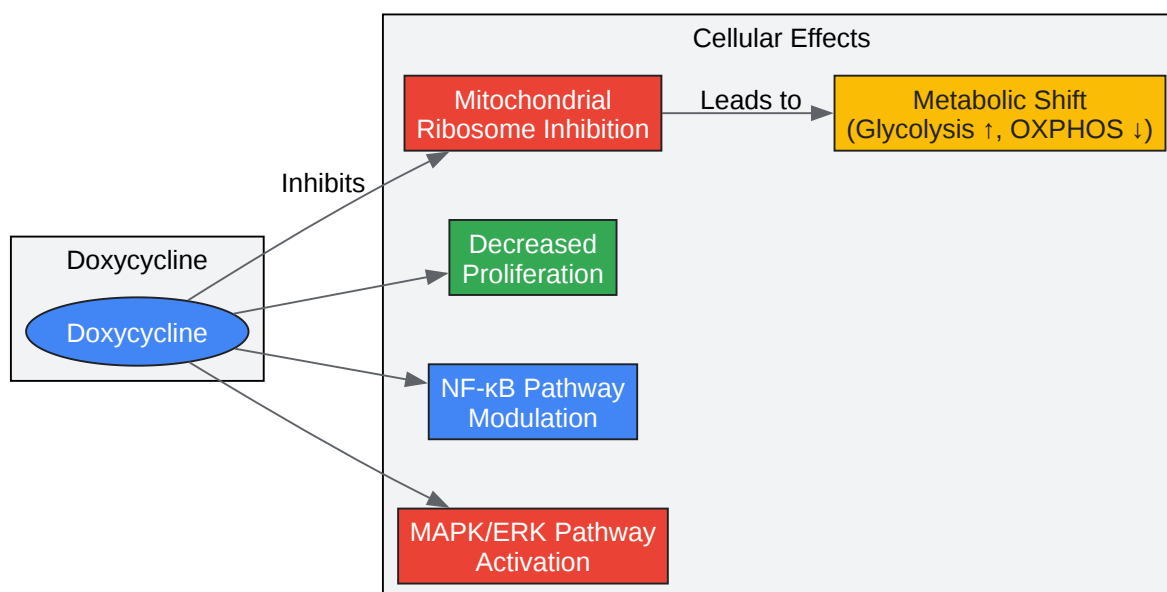 Cellular Effects
Mitochondrial
Ribosome Inhibition
Leads to
Metabolic Shift
(Glycolysis ↑, OXPHOS ↓)
Inhibits
Decreased
Proliferation
Doxycycline
Doxycycline
NF-κB Pathway
Modulation
MAPK/ERK Pathway
Activation